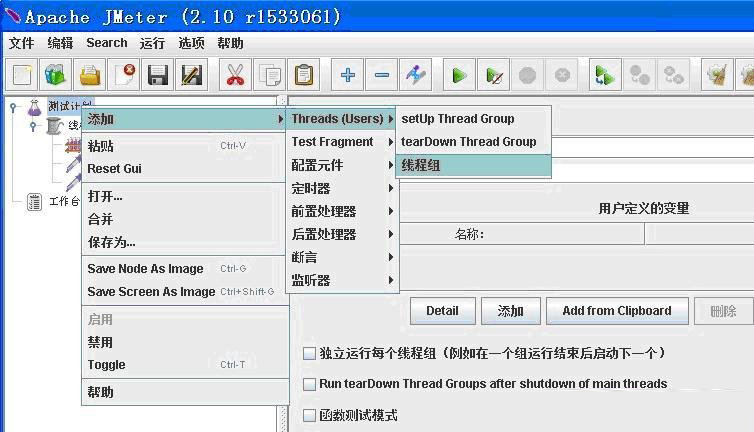 Apache JMeter (2.10 r1533061)
文件 编辑 Search 运行 选项 帮助
测试计划
添加
粘贴 Ctrl-V
Reset Gui
打开...
合并
保存为...
Save Node As Image Ctrl-G
Save Screen As Image Ctrl+Shift-G
启用
禁用
Toggle Ctrl-T
帮助
工作台
Threads (Users)
Test Fragment
配置元件
定时器
前置处理器
后置处理器
断言
监听器
setUp Thread Group
tearDown Thread Group
线程组
用户定义的变量
名称:
Detail 添加 Add from Clipboard 删除
独立运行每个线程组（例如在一个组运行结束后启动下一个）
Run tearDown Thread Groups after shutdown of main threads
函数测试模式